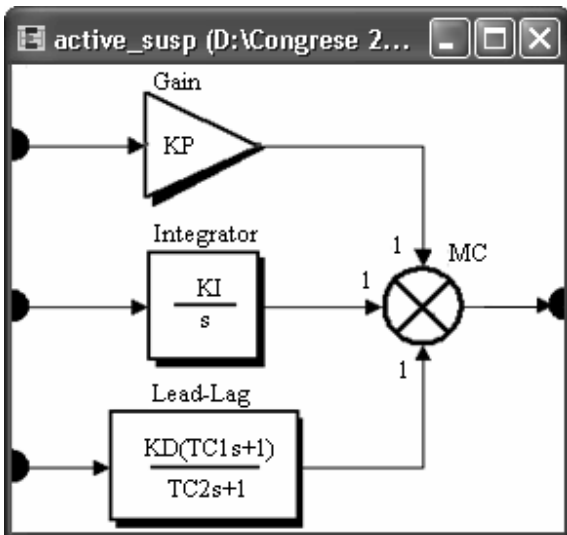 active_susp (D:\Congrese 2...
Gain
KP
1
MC
Integrator
KI
s
1
1
Lead-Lag
KD(TC1s+1)
TC2s+1